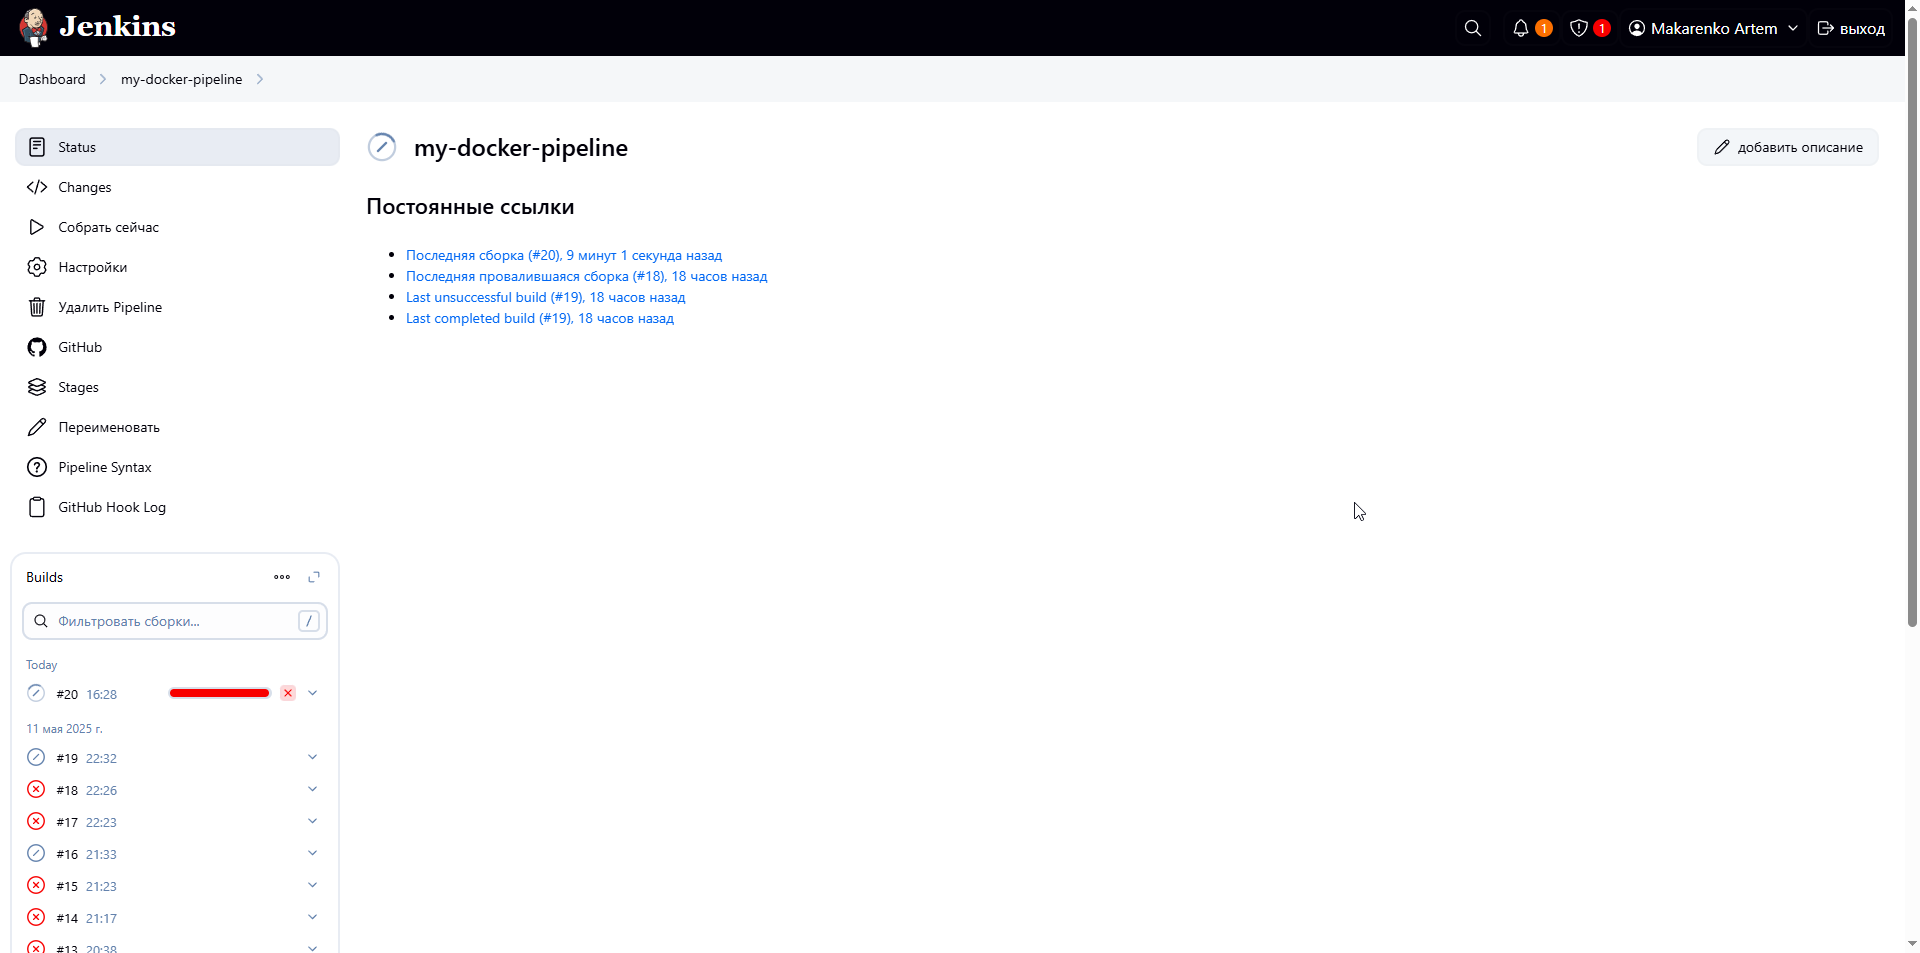 Jenkins
1
1
Makarenko Artem
выход
Dashboard
my-docker-pipeline
Status
Changes
Собрать сейчас
Настройки
Удалить Pipeline
GitHub
Stages
Переименовать
Pipeline Syntax
GitHub Hook Log
my-docker-pipeline
добавить описание
Постоянные ссылки
Последняя сборка (#20), 9 минут 1 секунда назад
Последняя провалившаяся сборка (#18), 18 часов назад
Last unsuccessful build (#19), 18 часов назад
Last completed build (#19), 18 часов назад
Builds
Фильтровать сборки... /
Today
#20 16:28
11 мая 2025 г.
#19 22:32
#18 22:26
#17 22:23
#16 21:33
#15 21:23
#14 21:17
#13 20:38